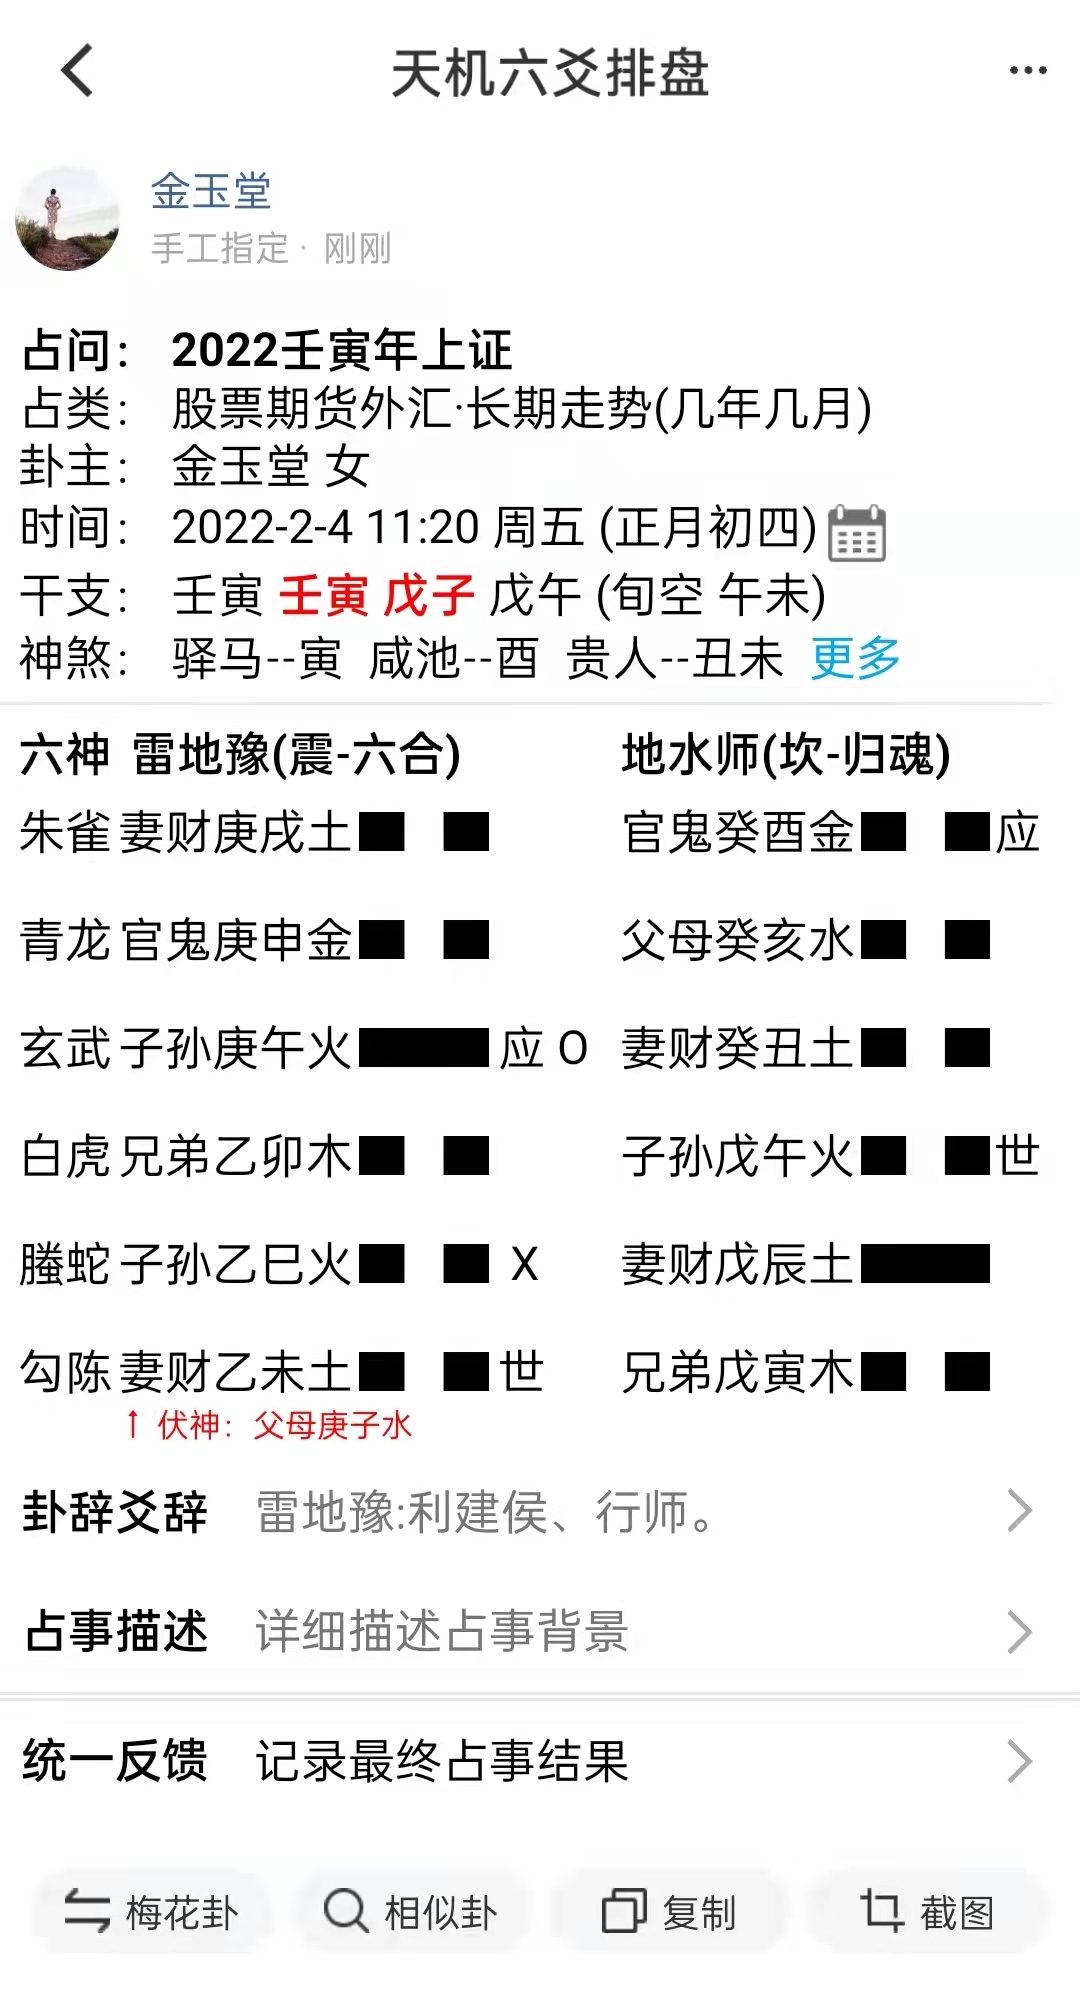 天机六爻排盘
金玉堂
手工指定 · 刚刚
占问: 2022壬寅年上证
占类: 股票期货外汇·长期走势(几年几月)
卦主: 金玉堂 女
时间: 2022-2-4 11:20 周五 (正月初四)
干支: 壬寅 壬寅 戊子 戊午 (旬空 午未)
神煞: 驿马--寅 咸池--酉 贵人--丑未 更多
六神 雷地豫(震-六合) 地水师(坎-归魂)
朱雀 妻财庚戌土 官鬼癸酉金 应
青龙 官鬼庚申金 父母癸亥水
玄武 子孙庚午火 应 O 妻财癸丑土
白虎 兄弟乙卯木 子孙戊午火 世
螣蛇 子孙乙巳火 X 妻财戊辰土
勾陈 妻财乙未土 世 兄弟戊寅木
↑ 伏神: 父母庚子水
卦辞爻辞 雷地豫:利建侯、行师。
占事描述 详细描述占事背景
统一反馈 记录最终占事结果
梅花卦 相似卦 复制 截图